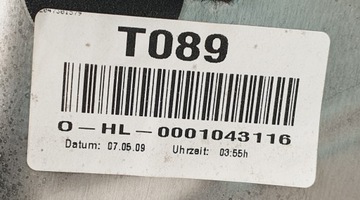 T089
O-HL-0001043116
Datum: 07.05.09 Uhrzeit: 03:55h